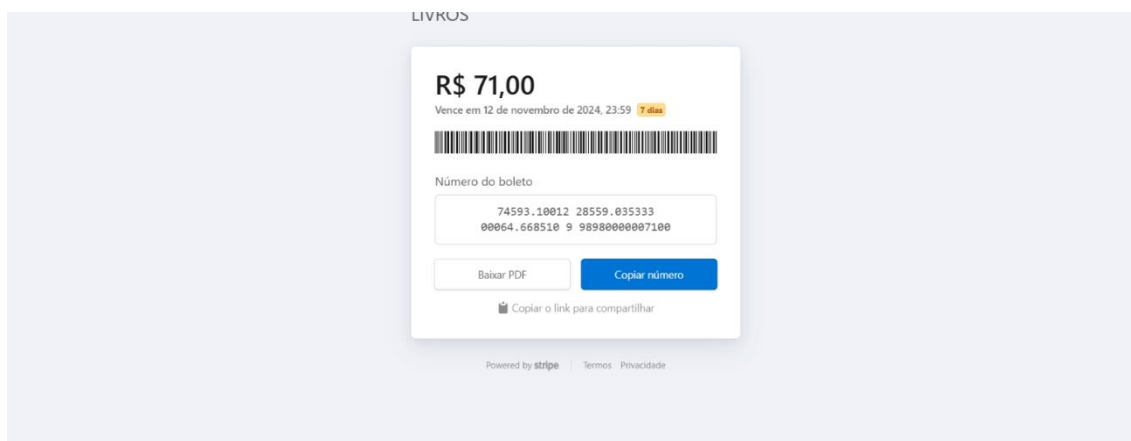 LIVROS
R$ 71,00
Vence em 12 de novembro de 2024, 23:59 7 dias
Número do boleto
74593.10012 28559.035333
00064.668510 9 98980000007100
Baixar PDF Copiar número
Copiar o link para compartilhar
Powered by stripe Termos Privacidade